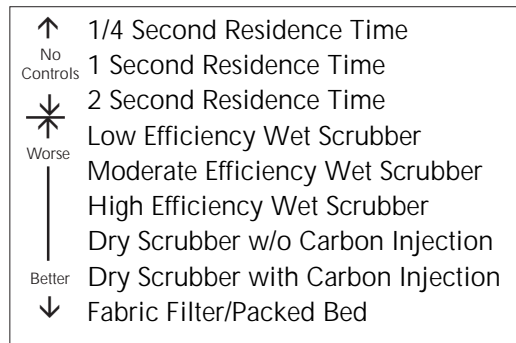 1/4 Second Residence Time
No
Controls
1 Second Residence Time
2 Second Residence Time
Low Efficiency Wet Scrubber
Worse
Moderate Efficiency Wet Scrubber
High Efficiency Wet Scrubber
Dry Scrubber w/o Carbon Injection
Better
Dry Scrubber with Carbon Injection
Fabric Filter/Packed Bed